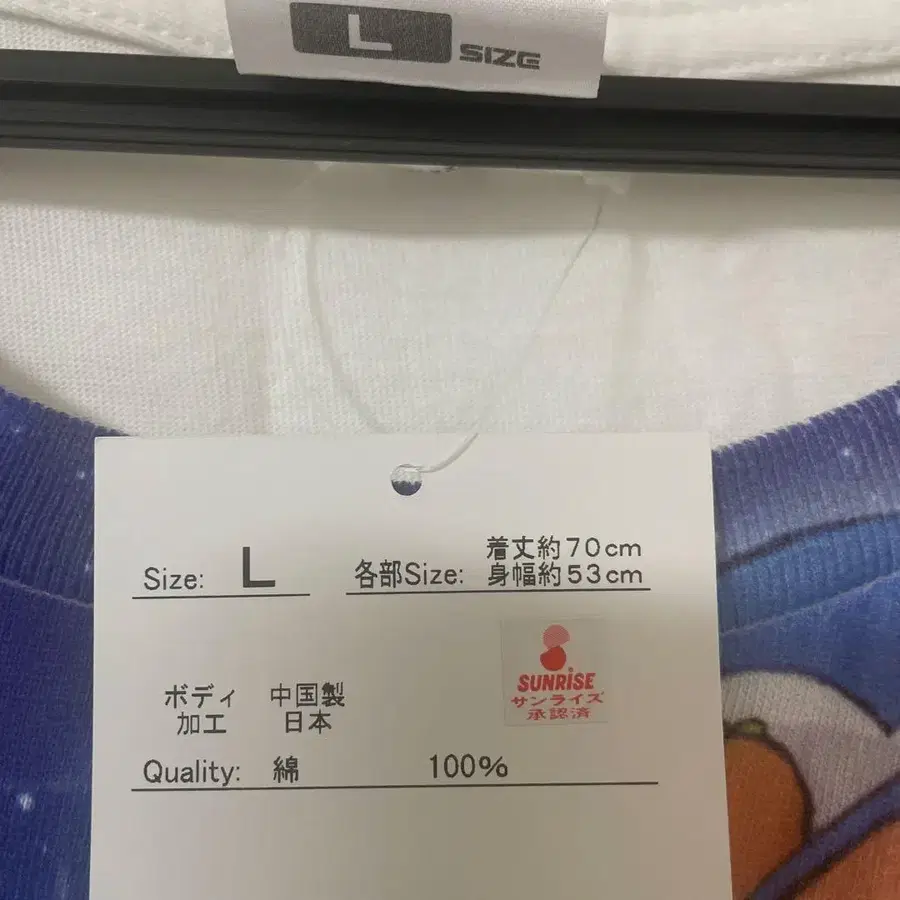 L SIZE
着丈約70cm
Size: L 各部Size: 身幅約53cm
SUNRISE
サンライズ
承認済
ボディ 中国製
加工 日本
Quality: 綿 100%